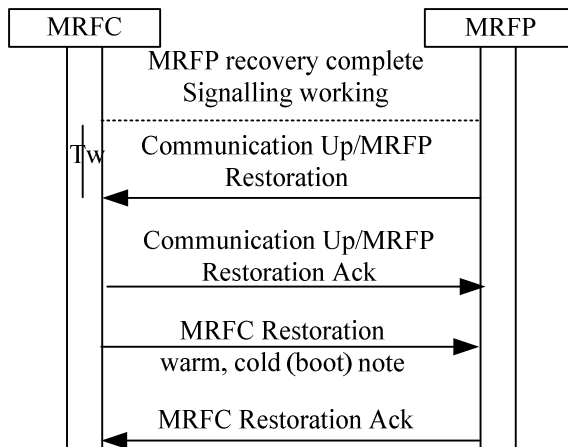 MRFC
MRFP
MRFP recovery complete
Signalling working
Tw
Communication Up/MRFP
Restoration
Communication Up/MRFP
Restoration Ack
MRFC Restoration
warm, cold (boot) note
MRFC Restoration Ack